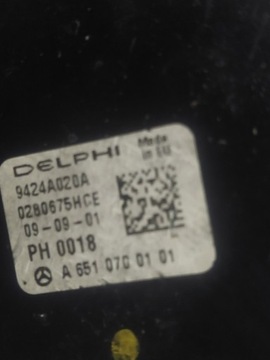 DELPHI
Made
in EU
9424A020A
0280675HCE
09-09-01
PH 0018
A 651 070 01 01